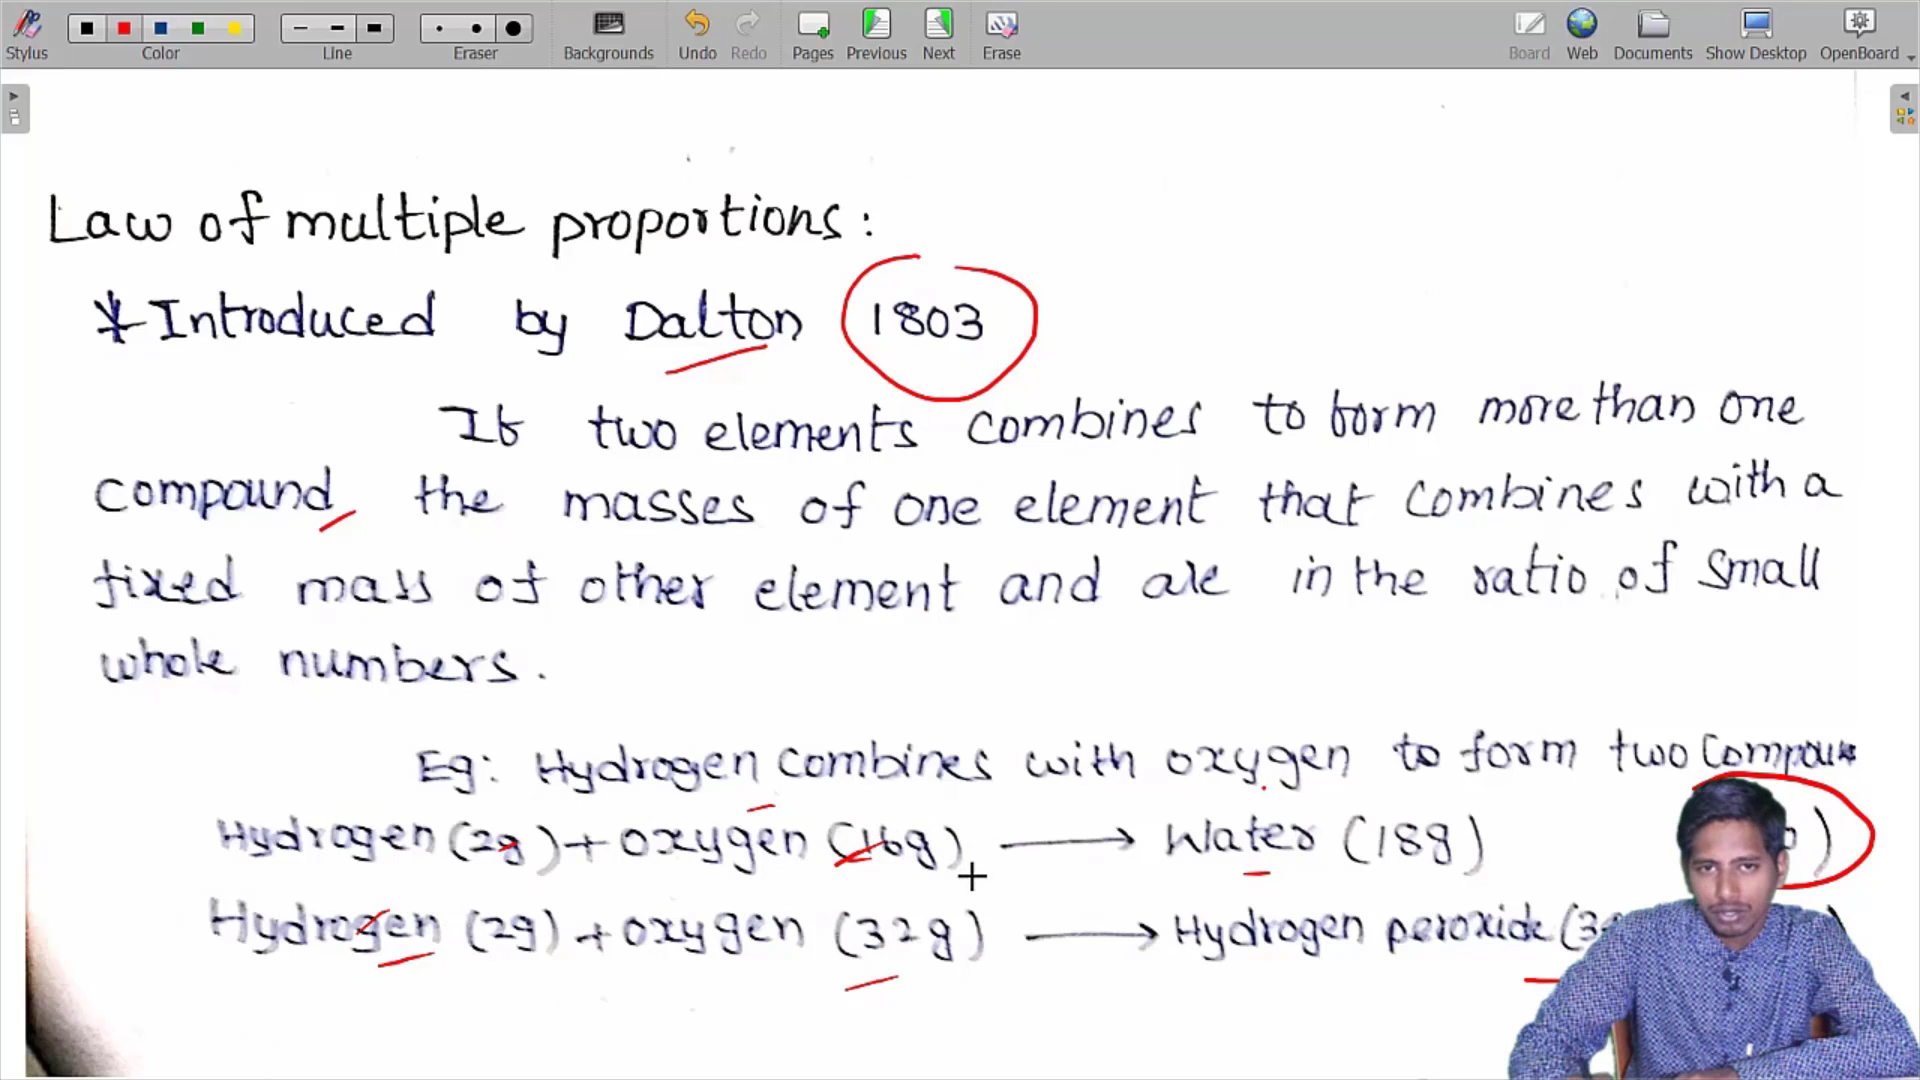 Stylus
Color
Line
Eraser
Backgrounds
Undo
Redo
Pages
Previous
Next
Erase
Board
Web
Documents
Show Desktop
OpenBoard
Law of multiple proportions:
* Introduced by Dalton 1803
If two elements combines to form more than one
compound, the masses of one element that combines with a
fixed mass of other element and are in the ratio of small
whole numbers.
Eg: Hydrogen combines with oxygen to form two
Hydrogen (2g) + Oxygen (16g) → Water (18g)
Hydrogen (2g) + Oxygen (32g) → Hydrogen peroxide